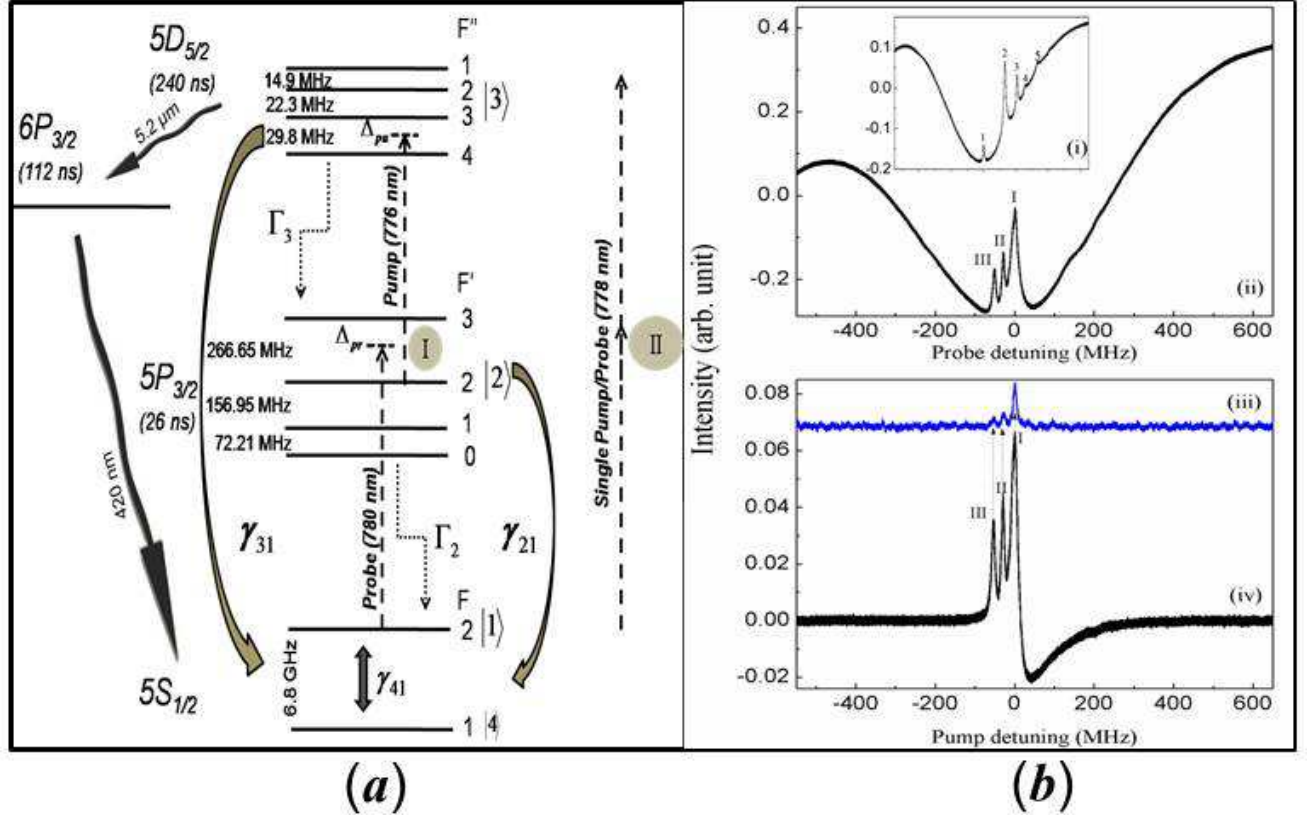 F"
5D5/2
(240 ns)
5.2 μm
6P3/2
(112 ns)
14.9 MHz
22.3 MHz
29.8 MHz
1
2
3
4
|3⟩
Δpu
Γ3
Pump (776 nm)
F'
3
2 |2⟩
1
0
Δpr
I
266.65 MHz
156.95 MHz
72.21 MHz
5P3/2
(26 ns)
420 nm
γ31
Γ2
γ21
Probe (780 nm)
Single Pump/Probe (778 nm)
II
F
2 |1⟩
6.8 GHz
γ41
1 |4⟩
5S1/2
(a)
Intensity (arb. unit)
0.4
0.2
0.0
-0.2
0.1
0.0
-0.1
-0.2
1
2
3
4
5
(i)
I
II
III
(ii)
-400 -200 0 200 400 600
Probe detuning (MHz)
0.08
0.06
0.04
0.02
0.00
-0.02
(iii)
I
II
III
(iv)
-400 -200 0 200 400 600
Pump detuning (MHz)
(b)